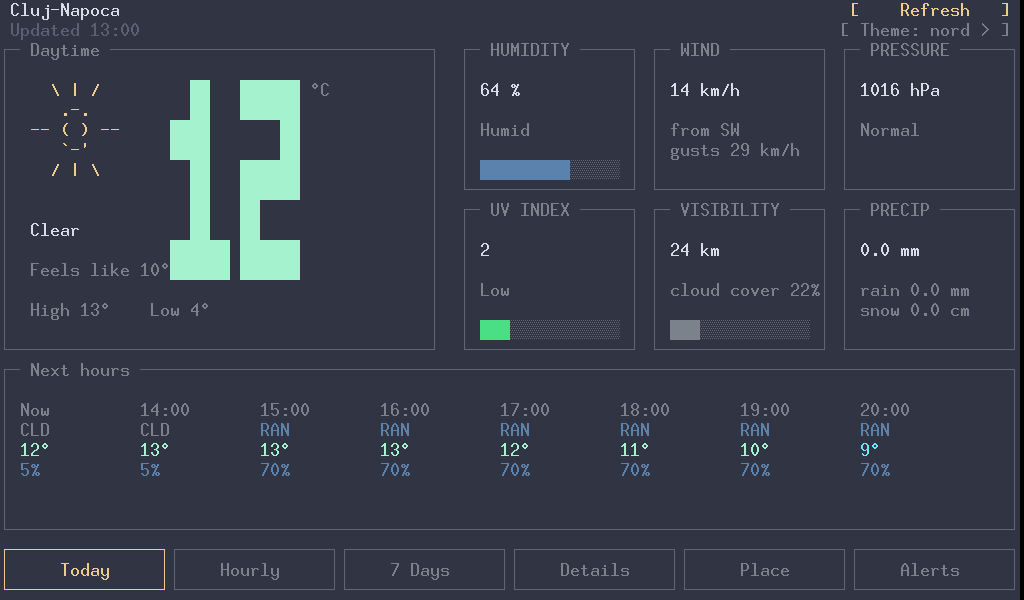 Cluj-Napoca
[ Refresh ]
Updated 13:00
[ Theme: nord > ]
Daytime
12 °C
Clear
Feels like 10°
High 13° Low 4°
HUMIDITY
64 %
Humid
WIND
14 km/h
from SW
gusts 29 km/h
PRESSURE
1016 hPa
Normal
UV INDEX
2
Low
VISIBILITY
24 km
cloud cover 22%
PRECIP
0.0 mm
rain 0.0 mm
snow 0.0 cm
Next hours
Now 14:00 15:00 16:00 17:00 18:00 19:00 20:00
CLD CLD RAN RAN RAN RAN RAN RAN
12° 13° 13° 13° 12° 11° 10° 9°
5% 5% 70% 70% 70% 70% 70% 70%
Today Hourly 7 Days Details Place Alerts